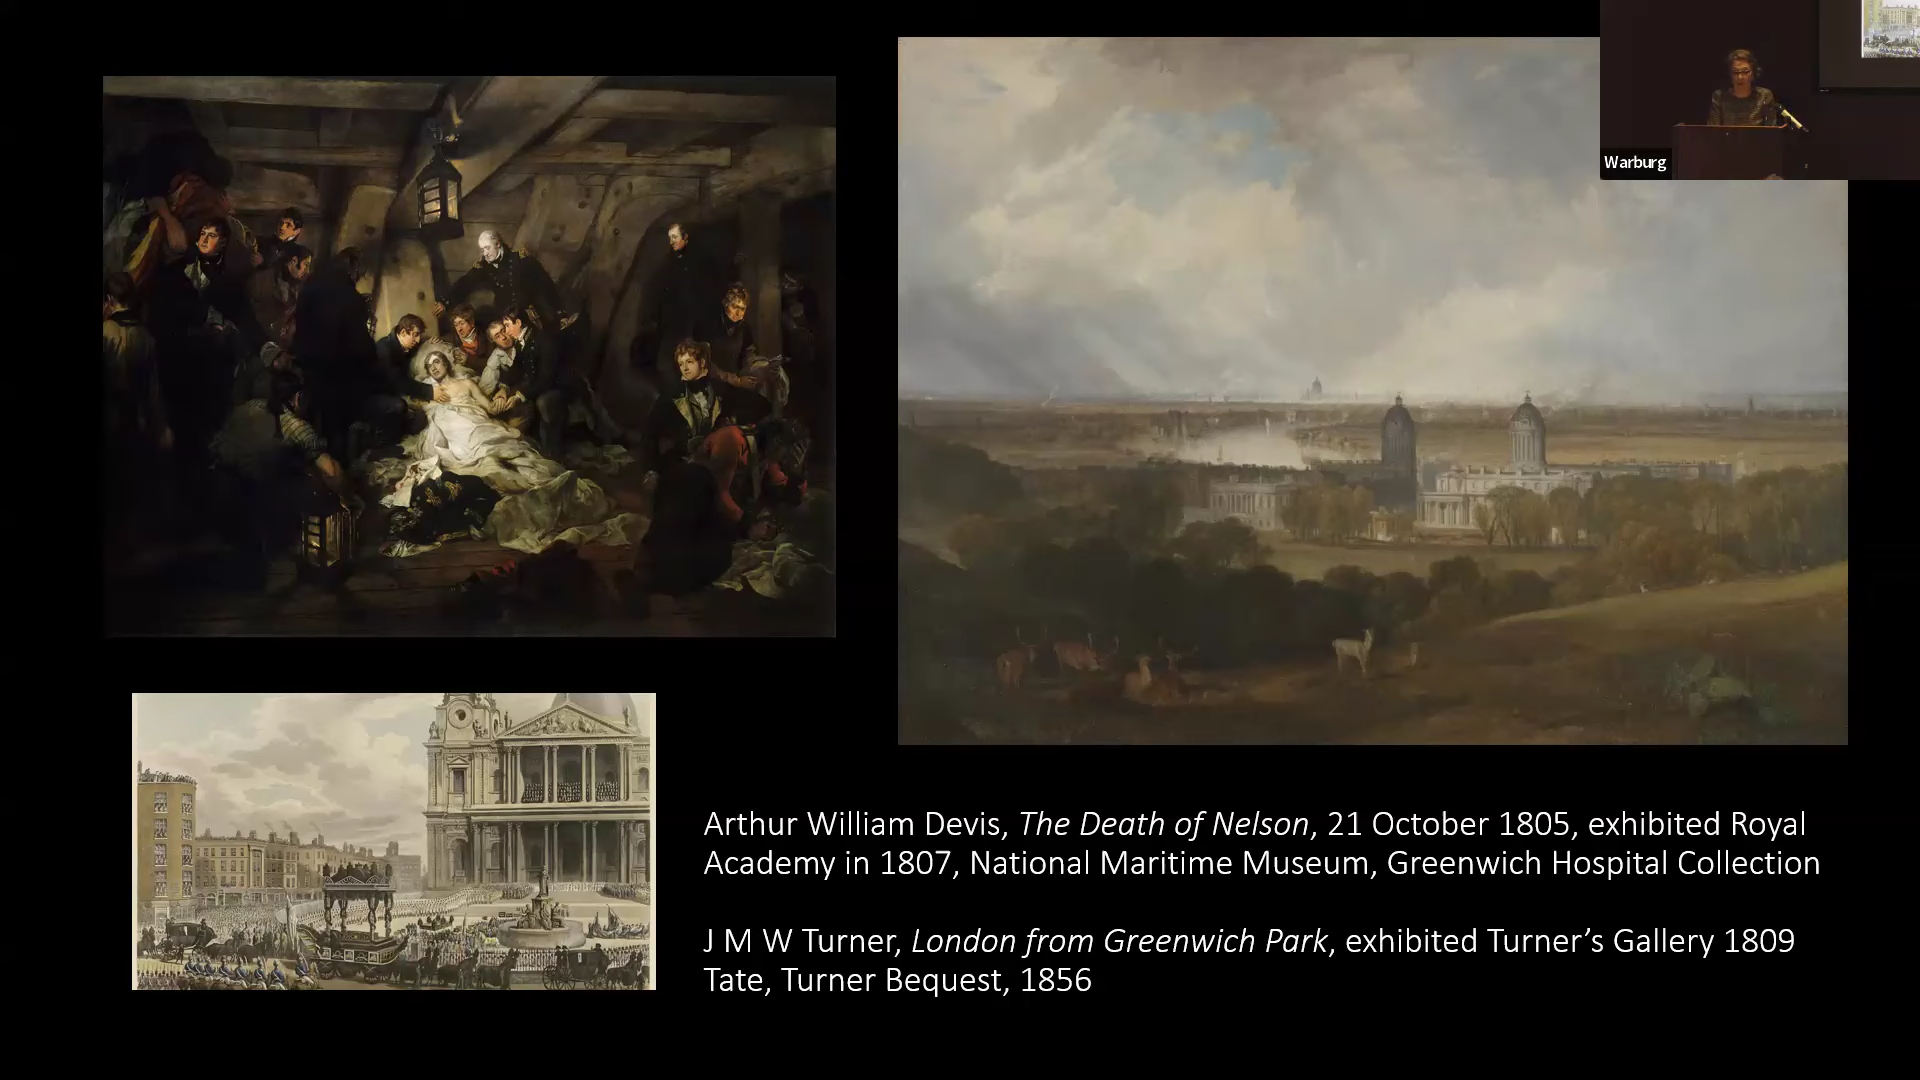 Warburg
Arthur William Devis, The Death of Nelson, 21 October 1805, exhibited Royal
Academy in 1807, National Maritime Museum, Greenwich Hospital Collection
J M W Turner, London from Greenwich Park, exhibited Turner’s Gallery 1809
Tate, Turner Bequest, 1856